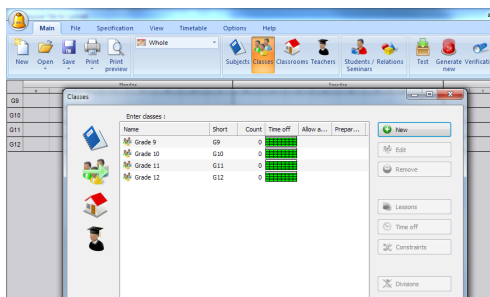 Main File Specification View Timetable Options Help
Whole
New Open Save Print Print preview Subjects Classes Classrooms Teachers Students / Seminars Relations Test Generate new Verificati
G9
G10
G11
G12
Classes
Enter classes :
Name Short Count Time off Allow a... Prepar...
Grade 9 G9 0
Grade 10 G10 0
Grade 11 G11 0
Grade 12 G12 0
New
Edit
Remove
Lessons
Time off
Constraints
Divisions